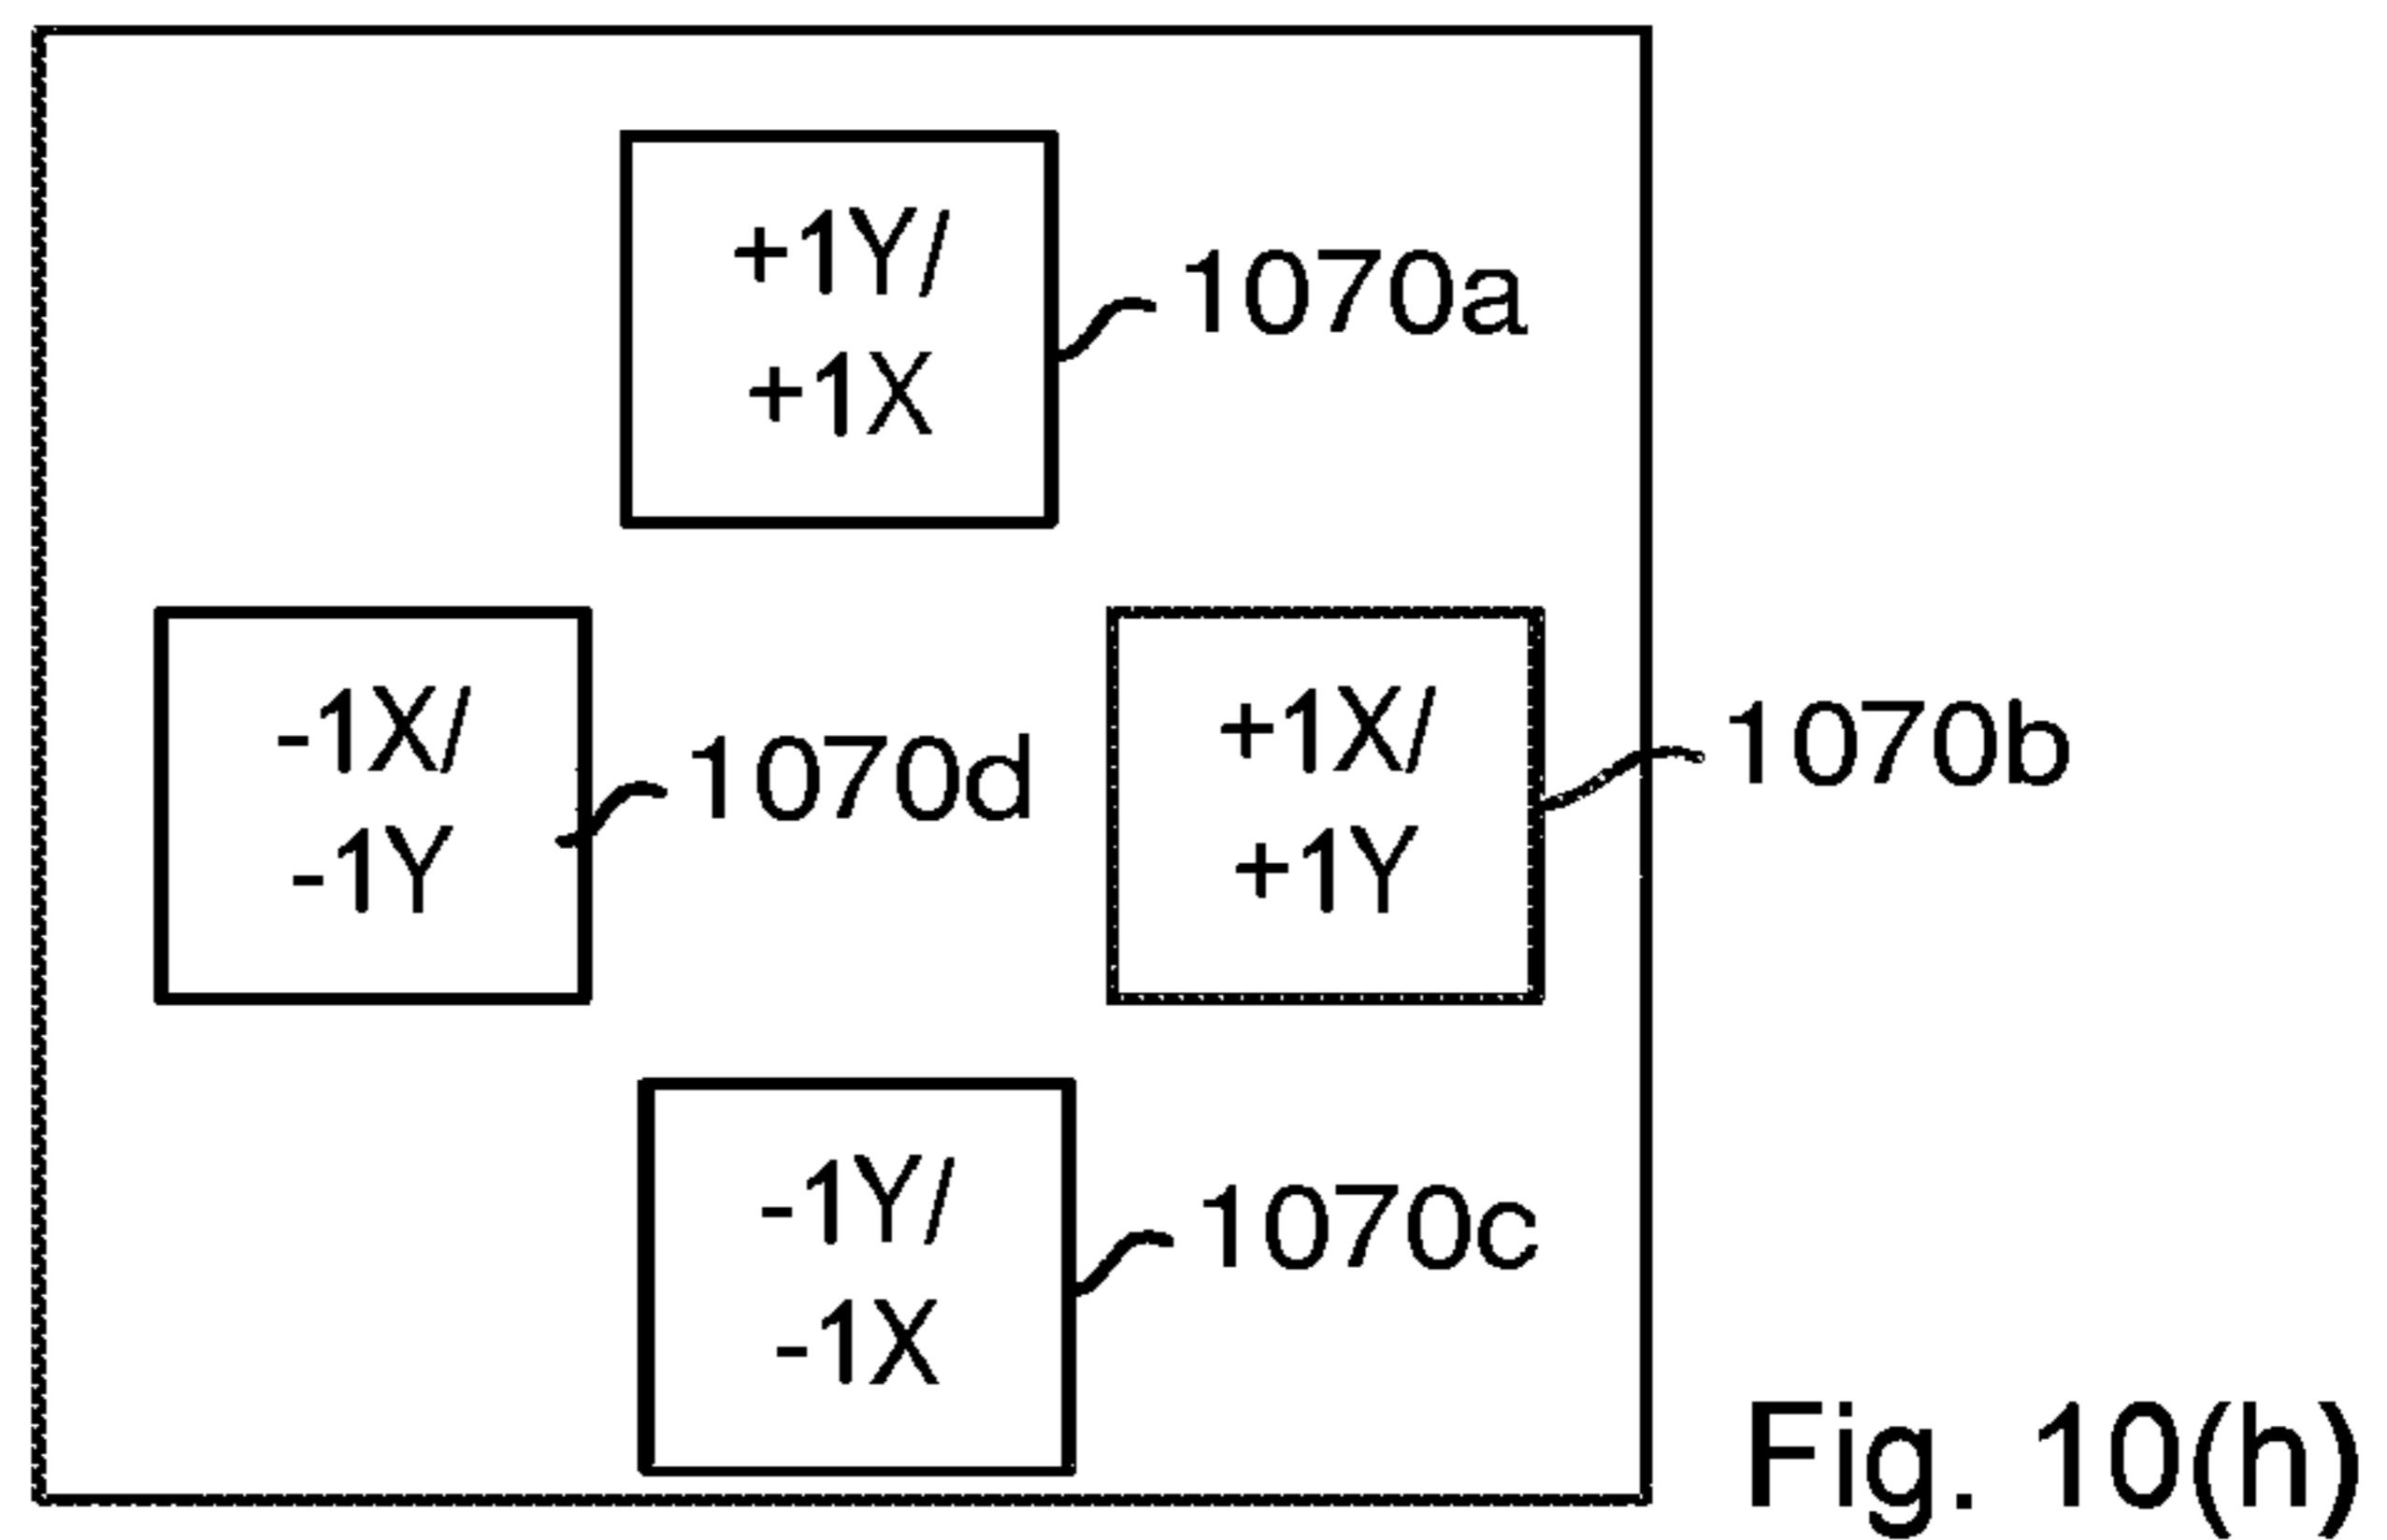 +1Y/
+1X
1070a
-1X/
-1Y
1070d
+1X/
+1Y
1070b
-1Y/
-1X
1070c
Fig. 10(h)